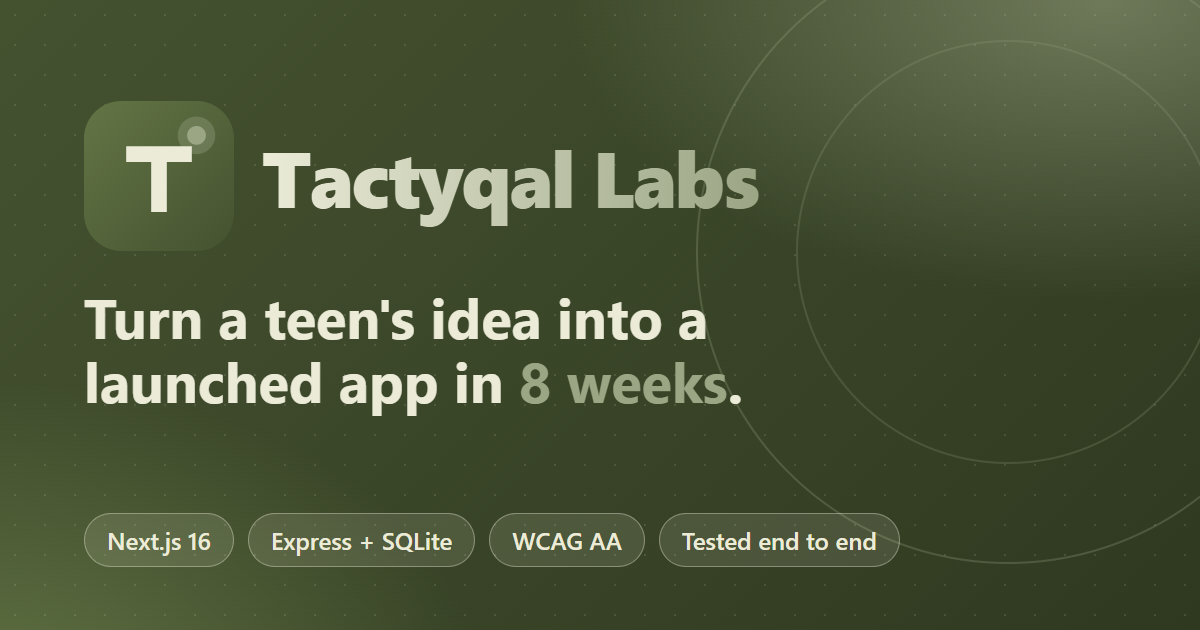 T
Tactyqal Labs
Turn a teen's idea into a
launched app in 8 weeks.
Next.js 16
Express + SQLite
WCAG AA
Tested end to end